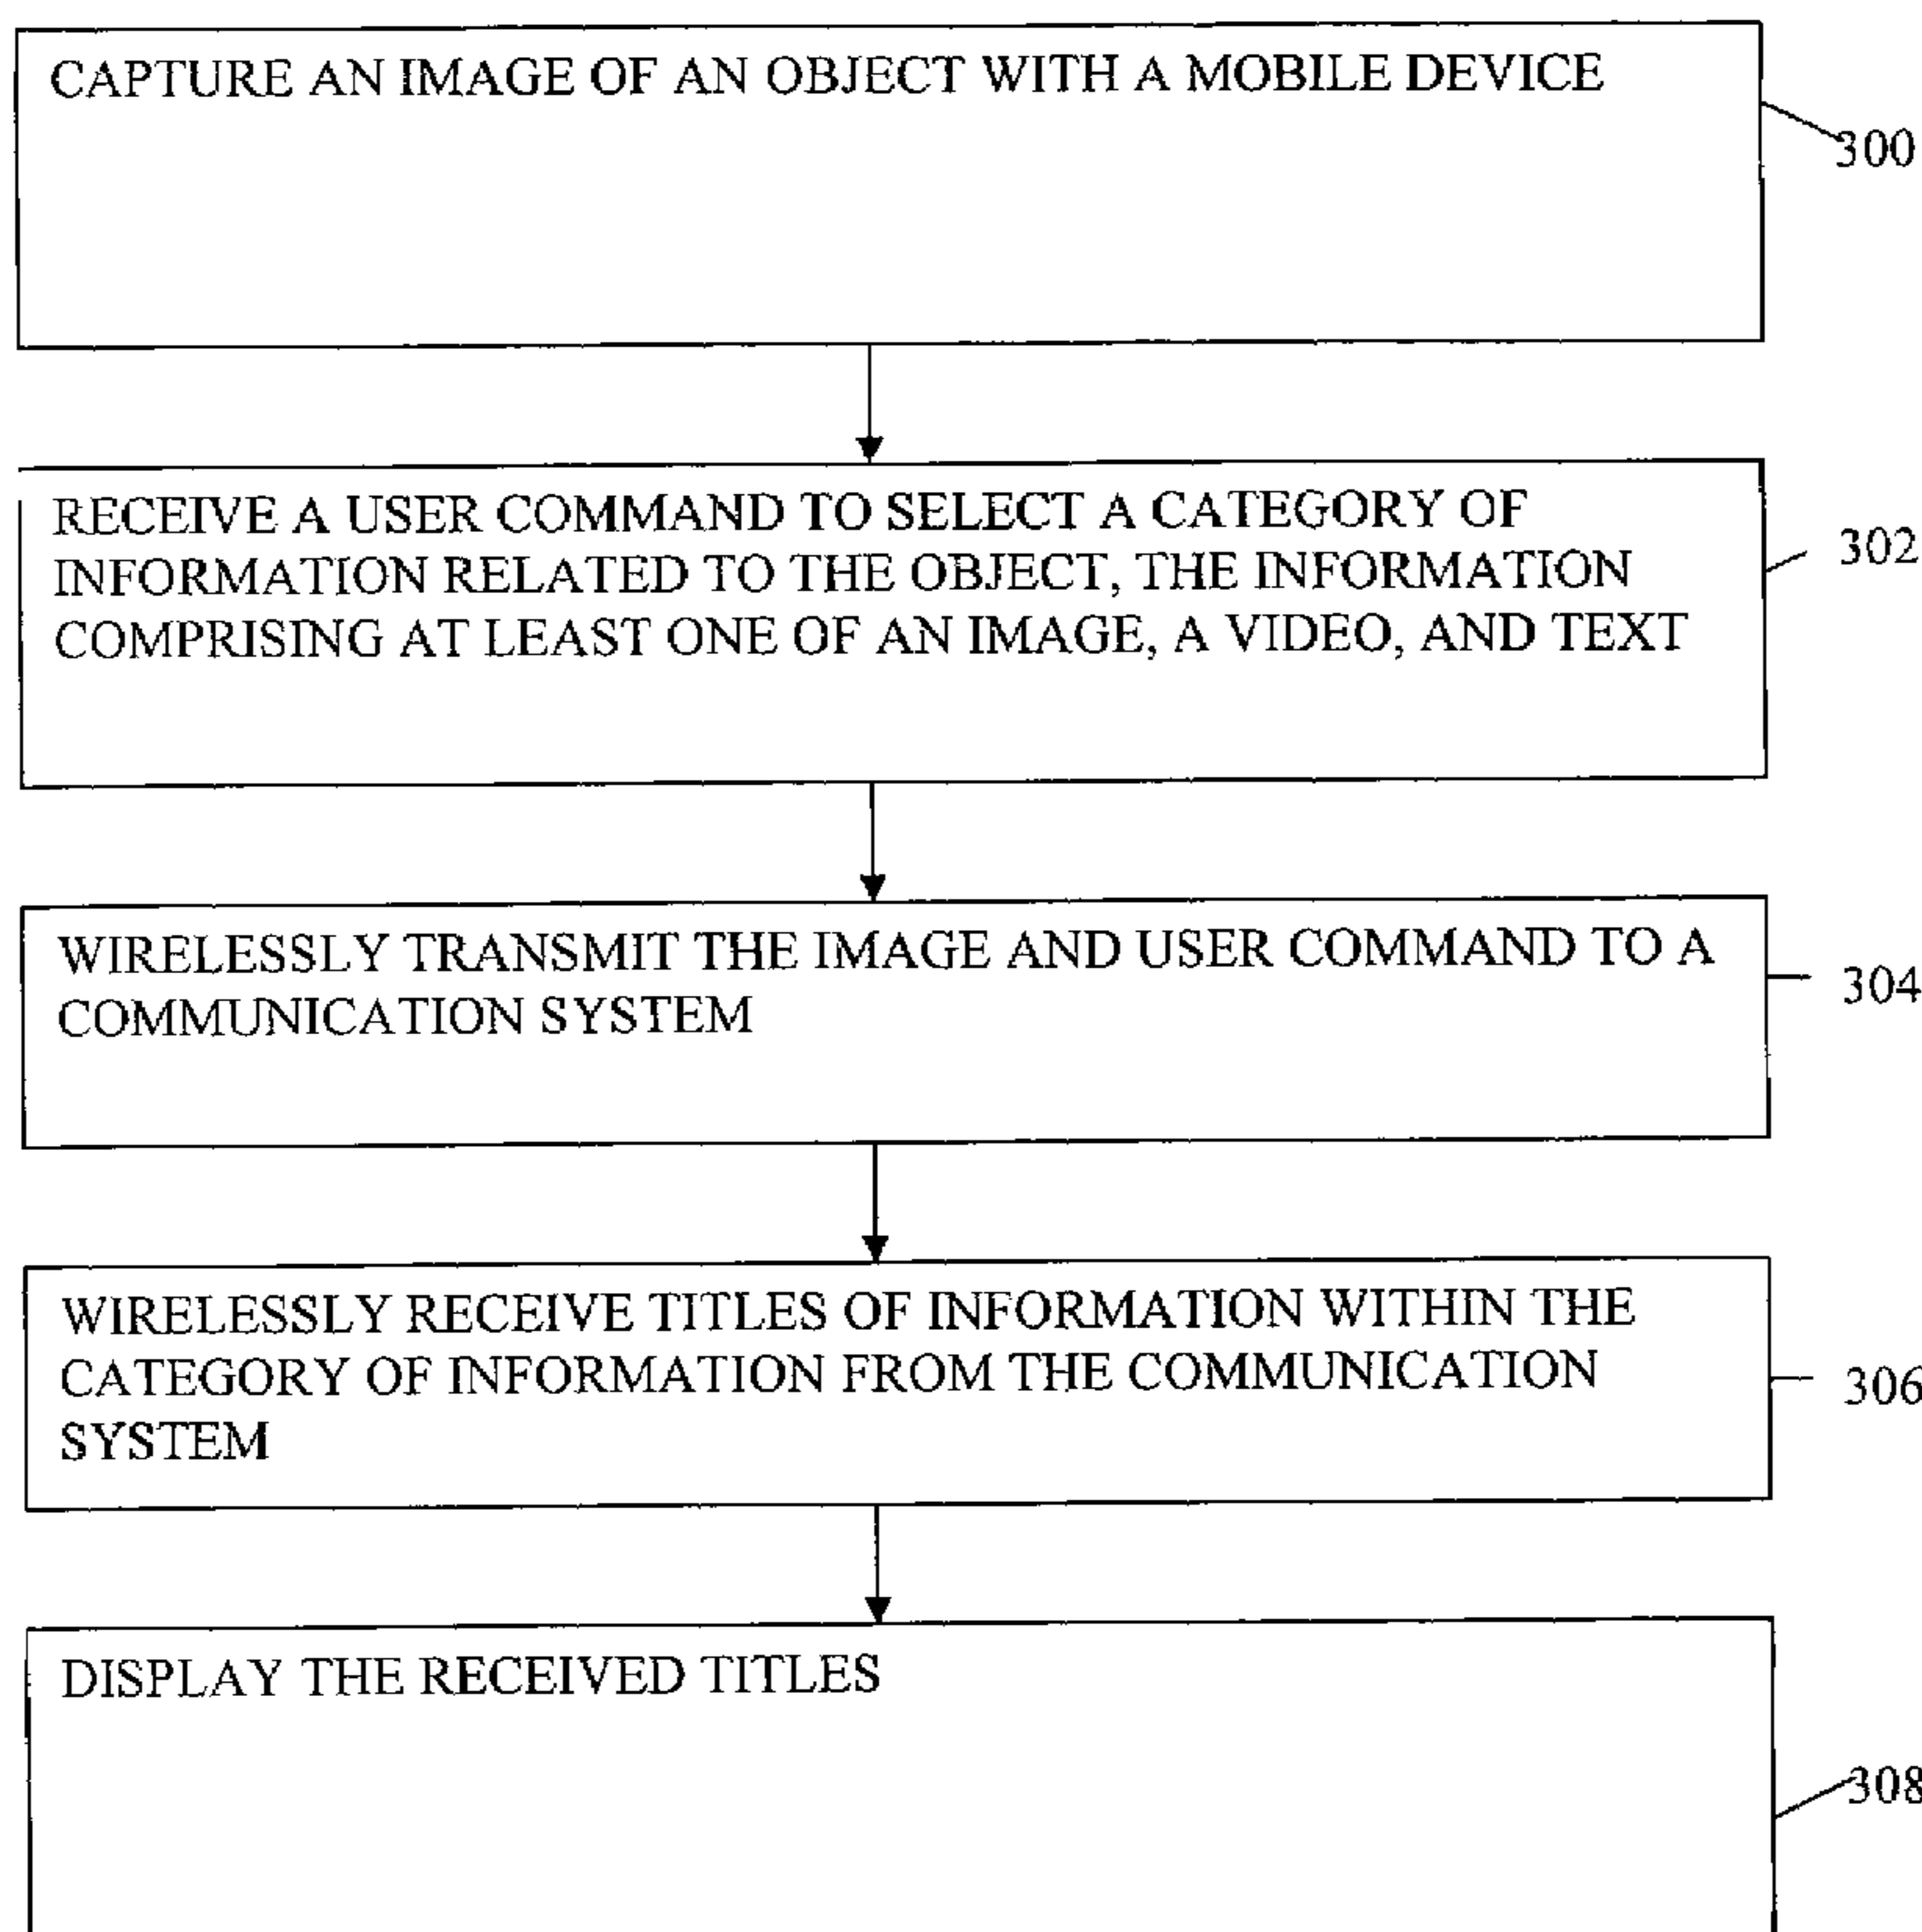 CAPTURE AN IMAGE OF AN OBJECT WITH A MOBILE DEVICE
300
RECEIVE A USER COMMAND TO SELECT A CATEGORY OF
INFORMATION RELATED TO THE OBJECT, THE INFORMATION
COMPRISING AT LEAST ONE OF AN IMAGE, A VIDEO, AND TEXT
302
WIRELESSLY TRANSMIT THE IMAGE AND USER COMMAND TO A
COMMUNICATION SYSTEM
304
WIRELESSLY RECEIVE TITLES OF INFORMATION WITHIN THE
CATEGORY OF INFORMATION FROM THE COMMUNICATION
SYSTEM
306
DISPLAY THE RECEIVED TITLES
308